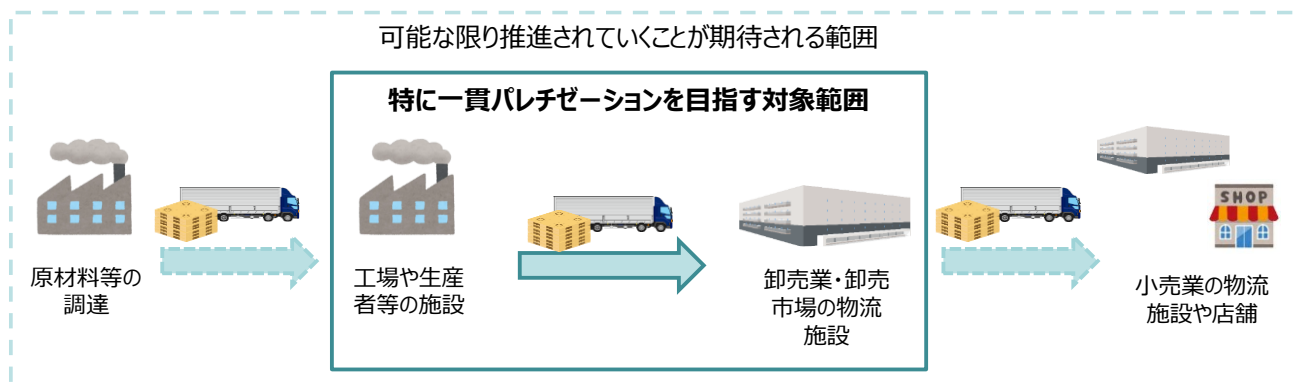 可能な限り推進されていくことが期待される範囲
特に一貫パレチゼーションを目指す対象範囲
原材料等の
調達
工場や生産
者等の施設
卸売業・卸売
市場の物流
施設
SHOP
小売業の物流
施設や店舗